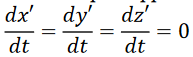 dx′/dt = dy′/dt = dz′/dt = 0